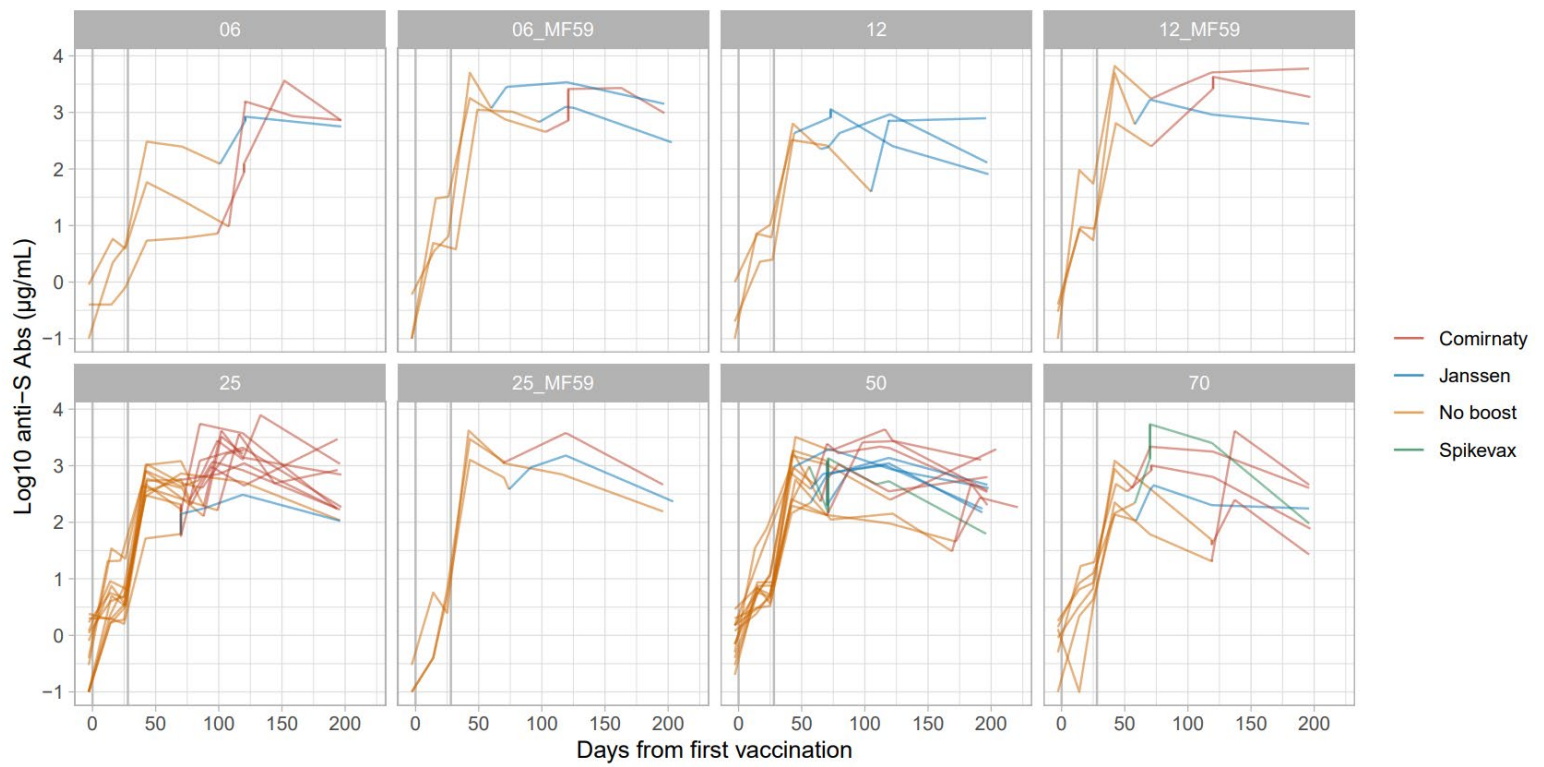 06 06_MF59 12 12_MF59
4
3
2
1
0
−1
Log10 anti−S Abs (μg/mL)
25 25_MF59 50 70
4
3
2
1
0
−1
0 50 100 150 200 0 50 100 150 200 0 50 100 150 200 0 50 100 150 200
Days from first vaccination
Comirnaty
Janssen
No boost
Spikevax